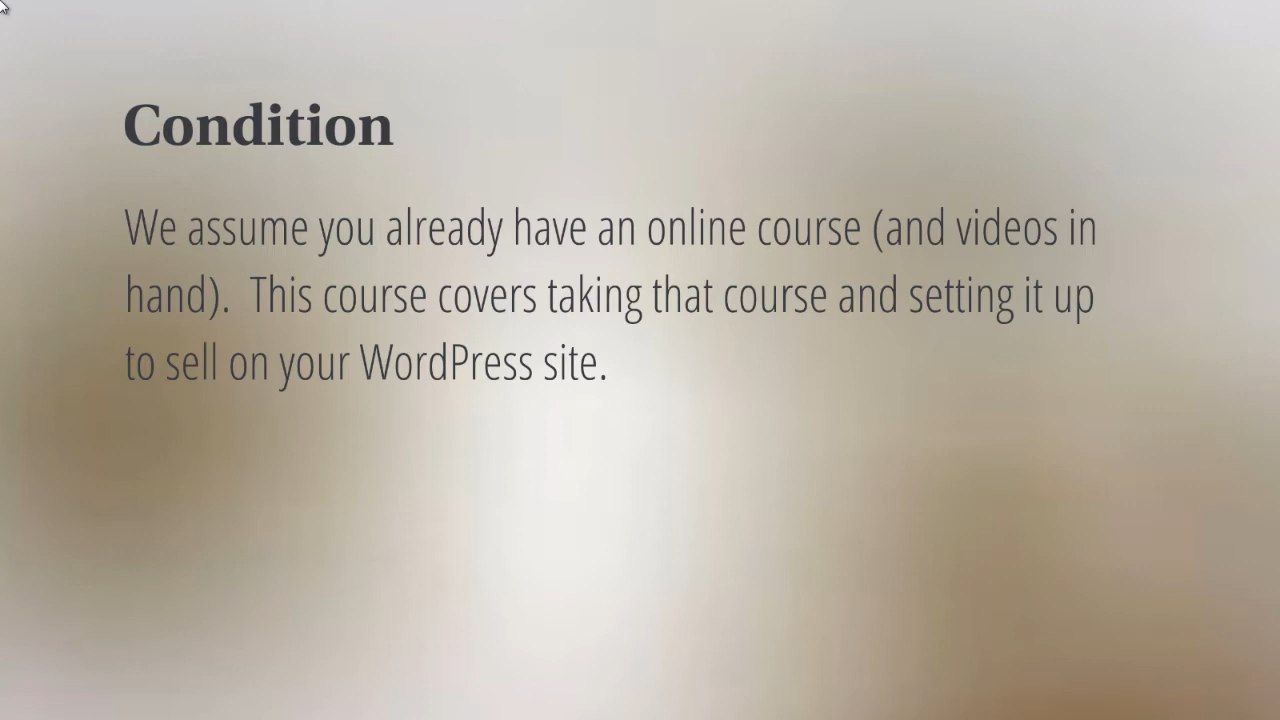 Condition
We assume you already have an online course (and videos in
hand).  This course covers taking that course and setting it up
to sell on your WordPress site.